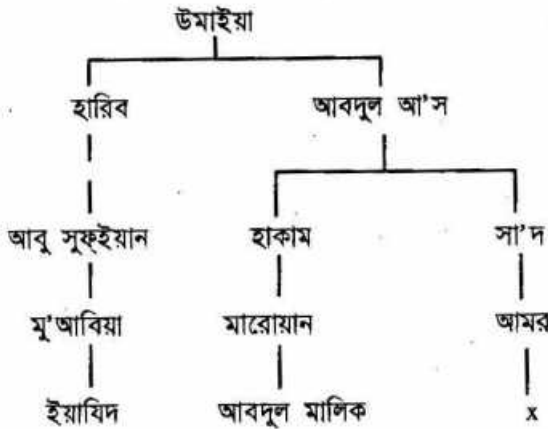 উমাইয়া
হারিব আবদুল আ'স
আবু সুফ্ইয়ান হাকাম সা'দ
মু'আবিয়া মারোয়ান আমর
ইয়াযিদ আবদুল মালিক x